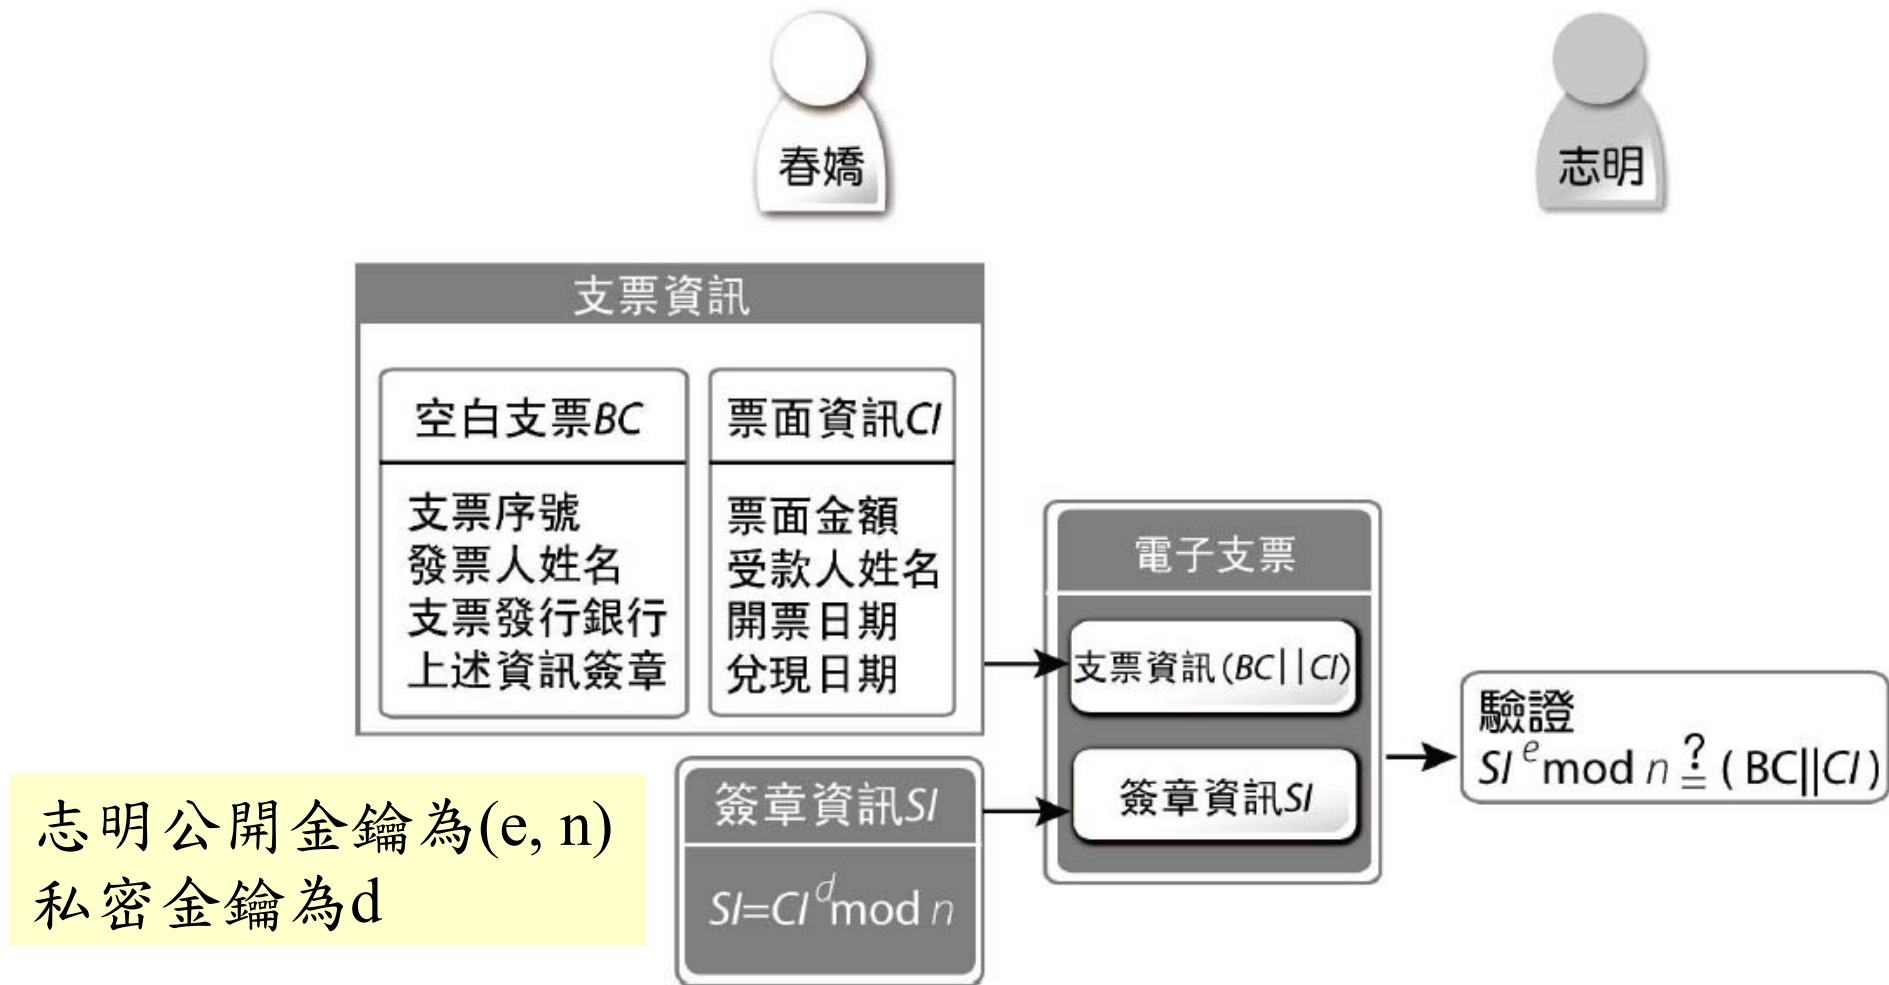 春嬌
志明
支票資訊
空白支票BC
支票序號
發票人姓名
支票發行銀行
上述資訊簽章
票面資訊CI
票面金額
受款人姓名
開票日期
兌現日期
簽章資訊SI
SI=CI^d mod n
電子支票
支票資訊(BC||CI)
簽章資訊SI
驗證
SI^e mod n ≟ (BC||CI)
志明公開金鑰為(e, n)
私密金鑰為d